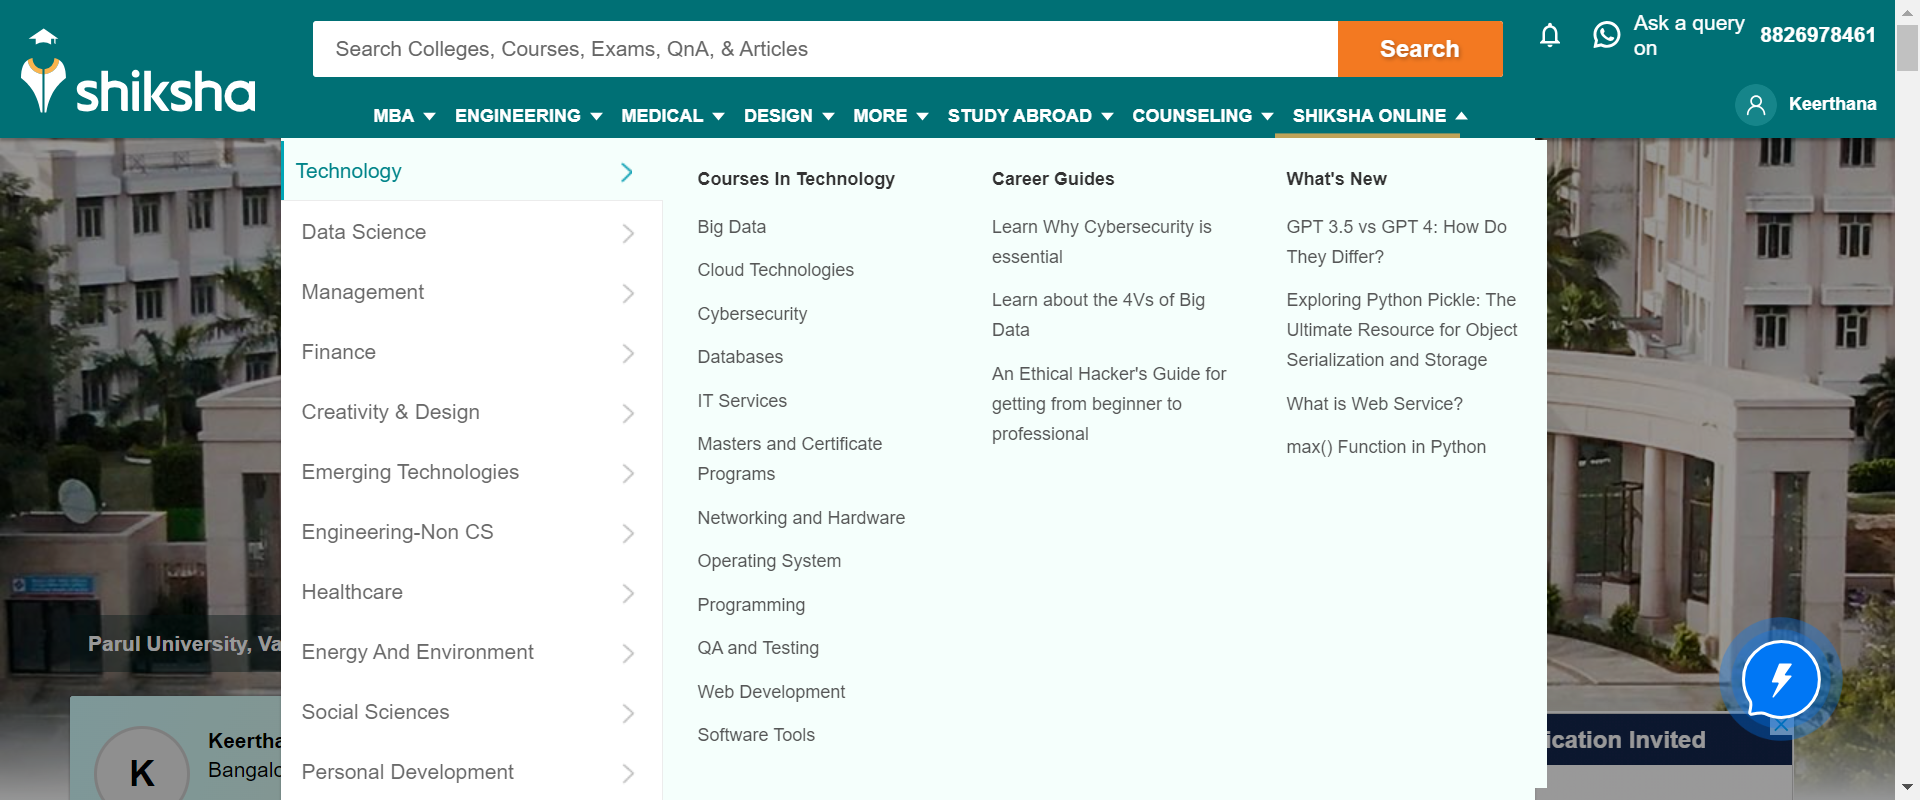 shiksha
Search Colleges, Courses, Exams, QnA, & Articles
Search
Ask a query
on
8826978461
Keerthana
MBA ENGINEERING MEDICAL DESIGN MORE STUDY ABROAD COUNSELING SHIKSHA ONLINE
Technology
Data Science
Management
Finance
Creativity & Design
Emerging Technologies
Engineering-Non CS
Healthcare
Energy And Environment
Social Sciences
Personal Development
Courses In Technology
Big Data
Cloud Technologies
Cybersecurity
Databases
IT Services
Masters and Certificate
Programs
Networking and Hardware
Operating System
Programming
QA and Testing
Web Development
Software Tools
Career Guides
Learn Why Cybersecurity is
essential
Learn about the 4Vs of Big
Data
An Ethical Hacker's Guide for
getting from beginner to
professional
What's New
GPT 3.5 vs GPT 4: How Do
They Differ?
Exploring Python Pickle: The
Ultimate Resource for Object
Serialization and Storage
What is Web Service?
max() Function in Python
Parul University, Va
K
Keertha
Bangalo
ication Invited